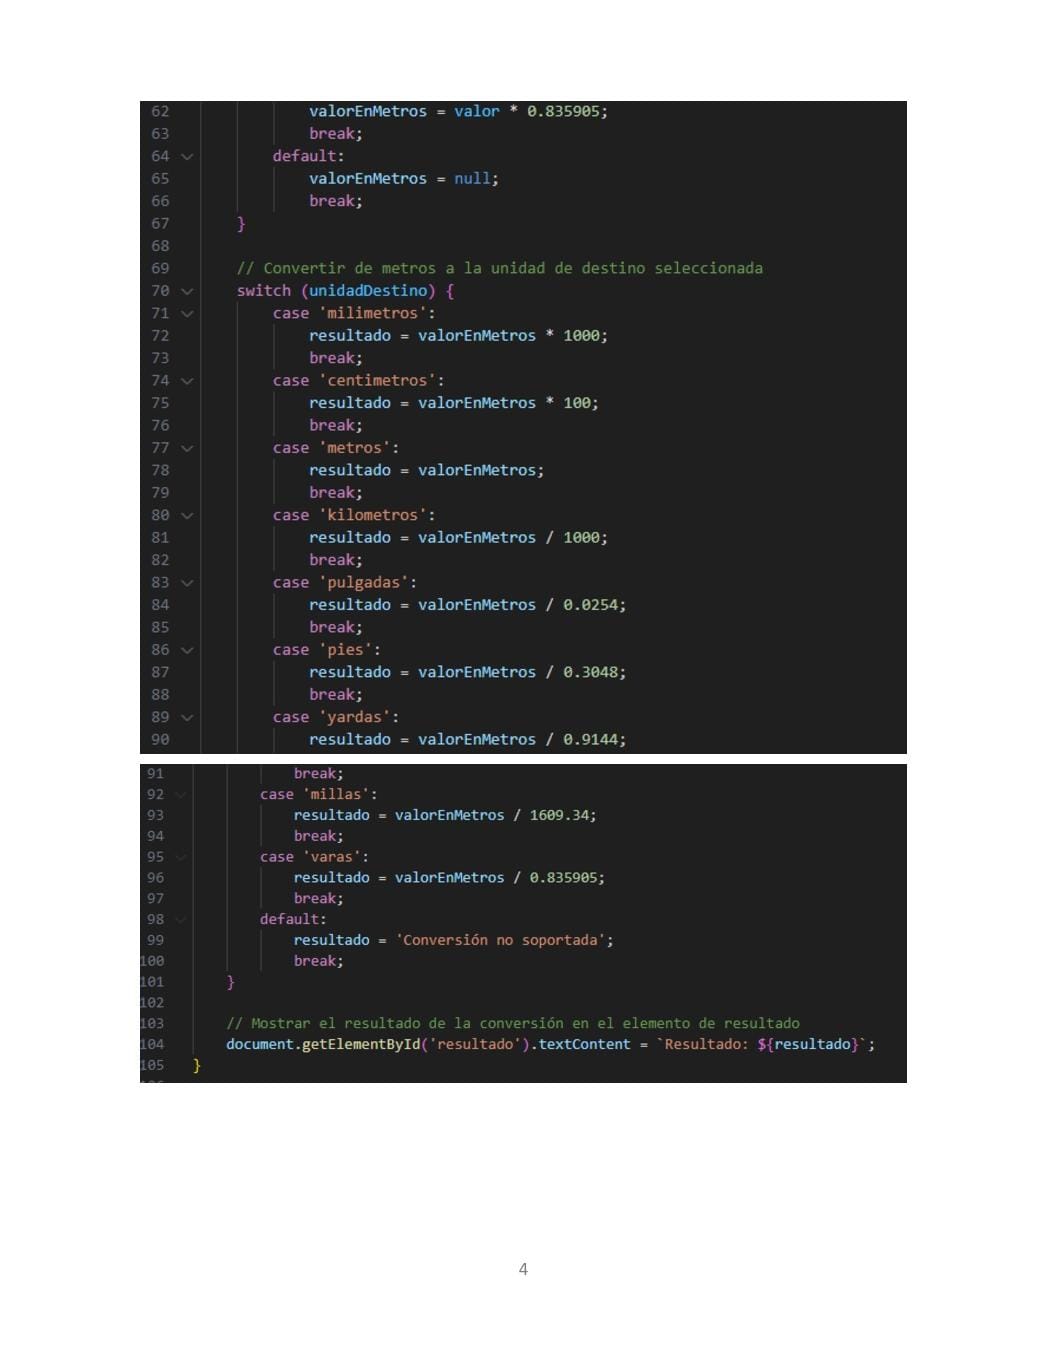 62 valorEnMetros = valor * 0.835905;
63 break;
64 default:
65 valorEnMetros = null;
66 break;
67 }
68
69 // Convertir de metros a la unidad de destino seleccionada
70 switch (unidadDestino) {
71 case 'milimetros':
72 resultado = valorEnMetros * 1000;
73 break;
74 case 'centimetros':
75 resultado = valorEnMetros * 100;
76 break;
77 case 'metros':
78 resultado = valorEnMetros;
79 break;
80 case 'kilometros':
81 resultado = valorEnMetros / 1000;
82 break;
83 case 'pulgadas':
84 resultado = valorEnMetros / 0.0254;
85 break;
86 case 'pies':
87 resultado = valorEnMetros / 0.3048;
88 break;
89 case 'yardas':
90 resultado = valorEnMetros / 0.9144;
91 break;
92 case 'millas':
93 resultado = valorEnMetros / 1609.34;
94 break;
95 case 'varas':
96 resultado = valorEnMetros / 0.835905;
97 break;
98 default:
99 resultado = 'Conversión no soportada';
100 break;
101 }
102
103 // Mostrar el resultado de la conversión en el elemento de resultado
104 document.getElementById('resultado').textContent = `Resultado: ${resultado}`;
105 }
4